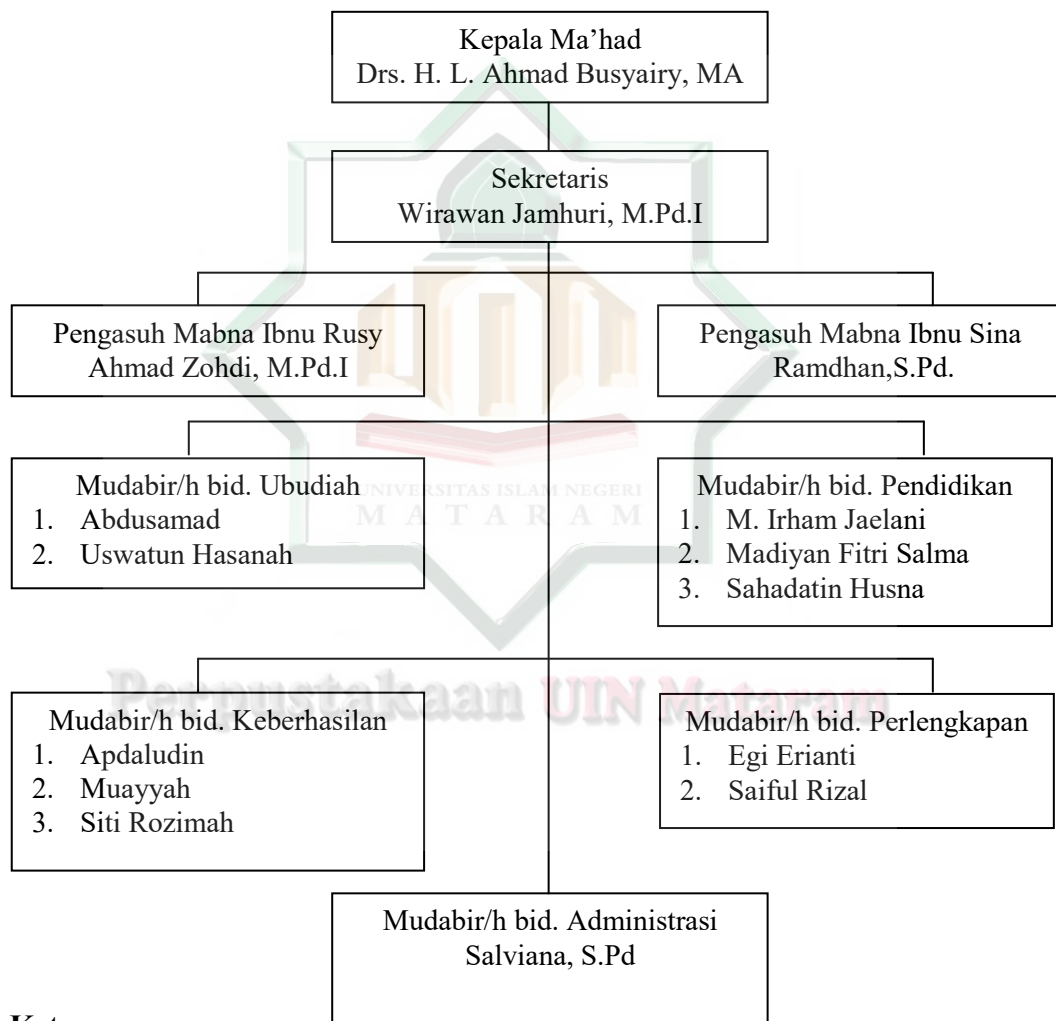 Kepala Ma’had
Drs. H. L. Ahmad Busyairy, MA
Sekretaris
Wirawan Jamhuri, M.Pd.I
Pengasuh Mabna Ibnu Rusy
Ahmad Zohdi, M.Pd.I
Pengasuh Mabna Ibnu Sina
Ramdhan,S.Pd.
Mudabir/h bid. Ubudiah
1. Abdusamad
2. Uswatun Hasanah
Mudabir/h bid. Pendidikan
1. M. Irham Jaelani
2. Madiyan Fitri Salma
3. Sahadatin Husna
UNIVERSITAS ISLAM NEGERI
MATARAM
Perpustakaan UIN Mataram
Mudabir/h bid. Keberhasilan
1. Apdaludin
2. Muayyah
3. Siti Rozimah
Mudabir/h bid. Perlengkapan
1. Egi Erianti
2. Saiful Rizal
Mudabir/h bid. Administrasi
Salviana, S.Pd